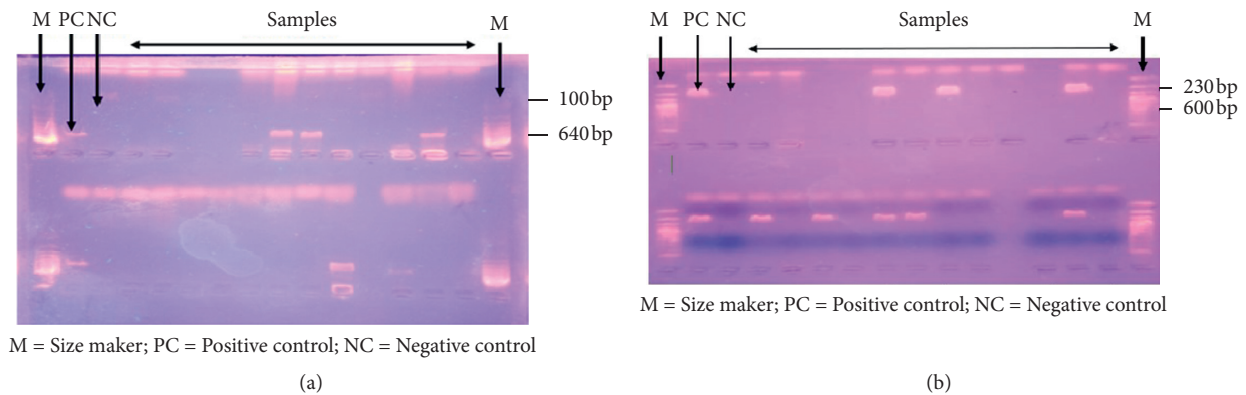 M PC NC Samples M
100 bp
640 bp
M = Size maker; PC = Positive control; NC = Negative control
(a)
M PC NC Samples M
230 bp
600 bp
M = Size maker; PC = Positive control; NC = Negative control
(b)